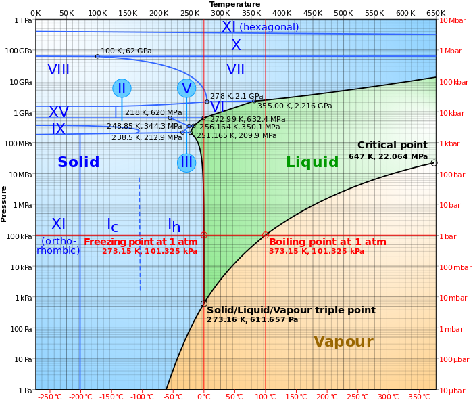 Temperature
0 K 50 K 100 K 150 K 200 K 250 K 300 K 350 K 400 K 450 K 500 K 550 K 600 K 650 K
1 TPa
10 Mbar
XI (hexagonal)
X
100 GPa
1 Mbar
100 K, 62 GPa
VIII
VII
10 GPa
100 kbar
II
V
278 K, 2.1 GPa
355.00 K, 2.216 GPa
VI
XV
218 K, 620 MPa
1 GPa
10 kbar
272.99 K, 632.4 MPa
IX
248.85 K, 344.3 MPa
256.164 K, 350.1 MPa
238.5 K, 212.9 MPa
251.165 K, 209.9 MPa
100 MPa
1 kbar
Critical point
647 K, 22.064 MPa
Solid
III
Liquid
10 MPa
100 bar
Pressure
1 MPa
10 bar
XI
(ortho-
rhombic)
Ic
Ih
100 kPa
1 bar
Freezing point at 1 atm
273.15 K, 101.325 kPa
Boiling point at 1 atm
373.15 K, 101.325 kPa
10 kPa
100 mbar
1 kPa
10 mbar
Solid/Liquid/Vapour triple point
273.16 K, 611.657 Pa
100 Pa
1 mbar
Vapour
10 Pa
100 µbar
1 Pa
10 µbar
-250°C -200°C -150°C -100°C -50°C 0°C 50°C 100°C 150°C 200°C 250°C 300°C 350°C